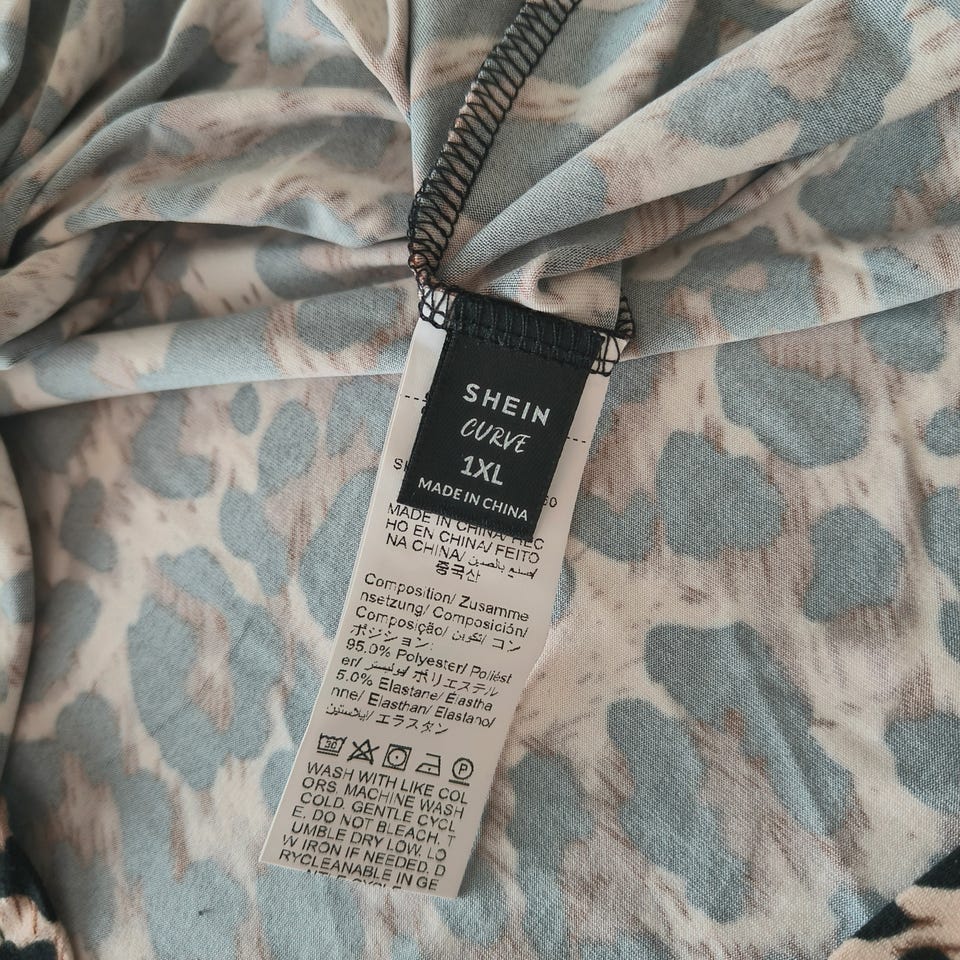 SHEIN
CURVE
1XL
MADE IN CHINA
MADE IN CHINA/ HEC
HO EN CHINA/ FEITO
NA CHINA/ صنع بالصين/
중국산
Composition/ Zusamme
nsetzung/ Composición/
Composição/ تكوين/ コン
ポジション:
95.0% Polyester/ Poliést
er/ بوليستر/ ポリエステル
5.0% Elastane/ Elastha
nne/ Elasthan/ Elastano/
إيلاستين/ エラスタン
30
P
WASH WITH LIKE COL
ORS. MACHINE WASH
COLD. GENTLE CYCL
E. DO NOT BLEACH. T
UMBLE DRY LOW. LO
W IRON IF NEEDED. D
RYCLEANABLE IN GE